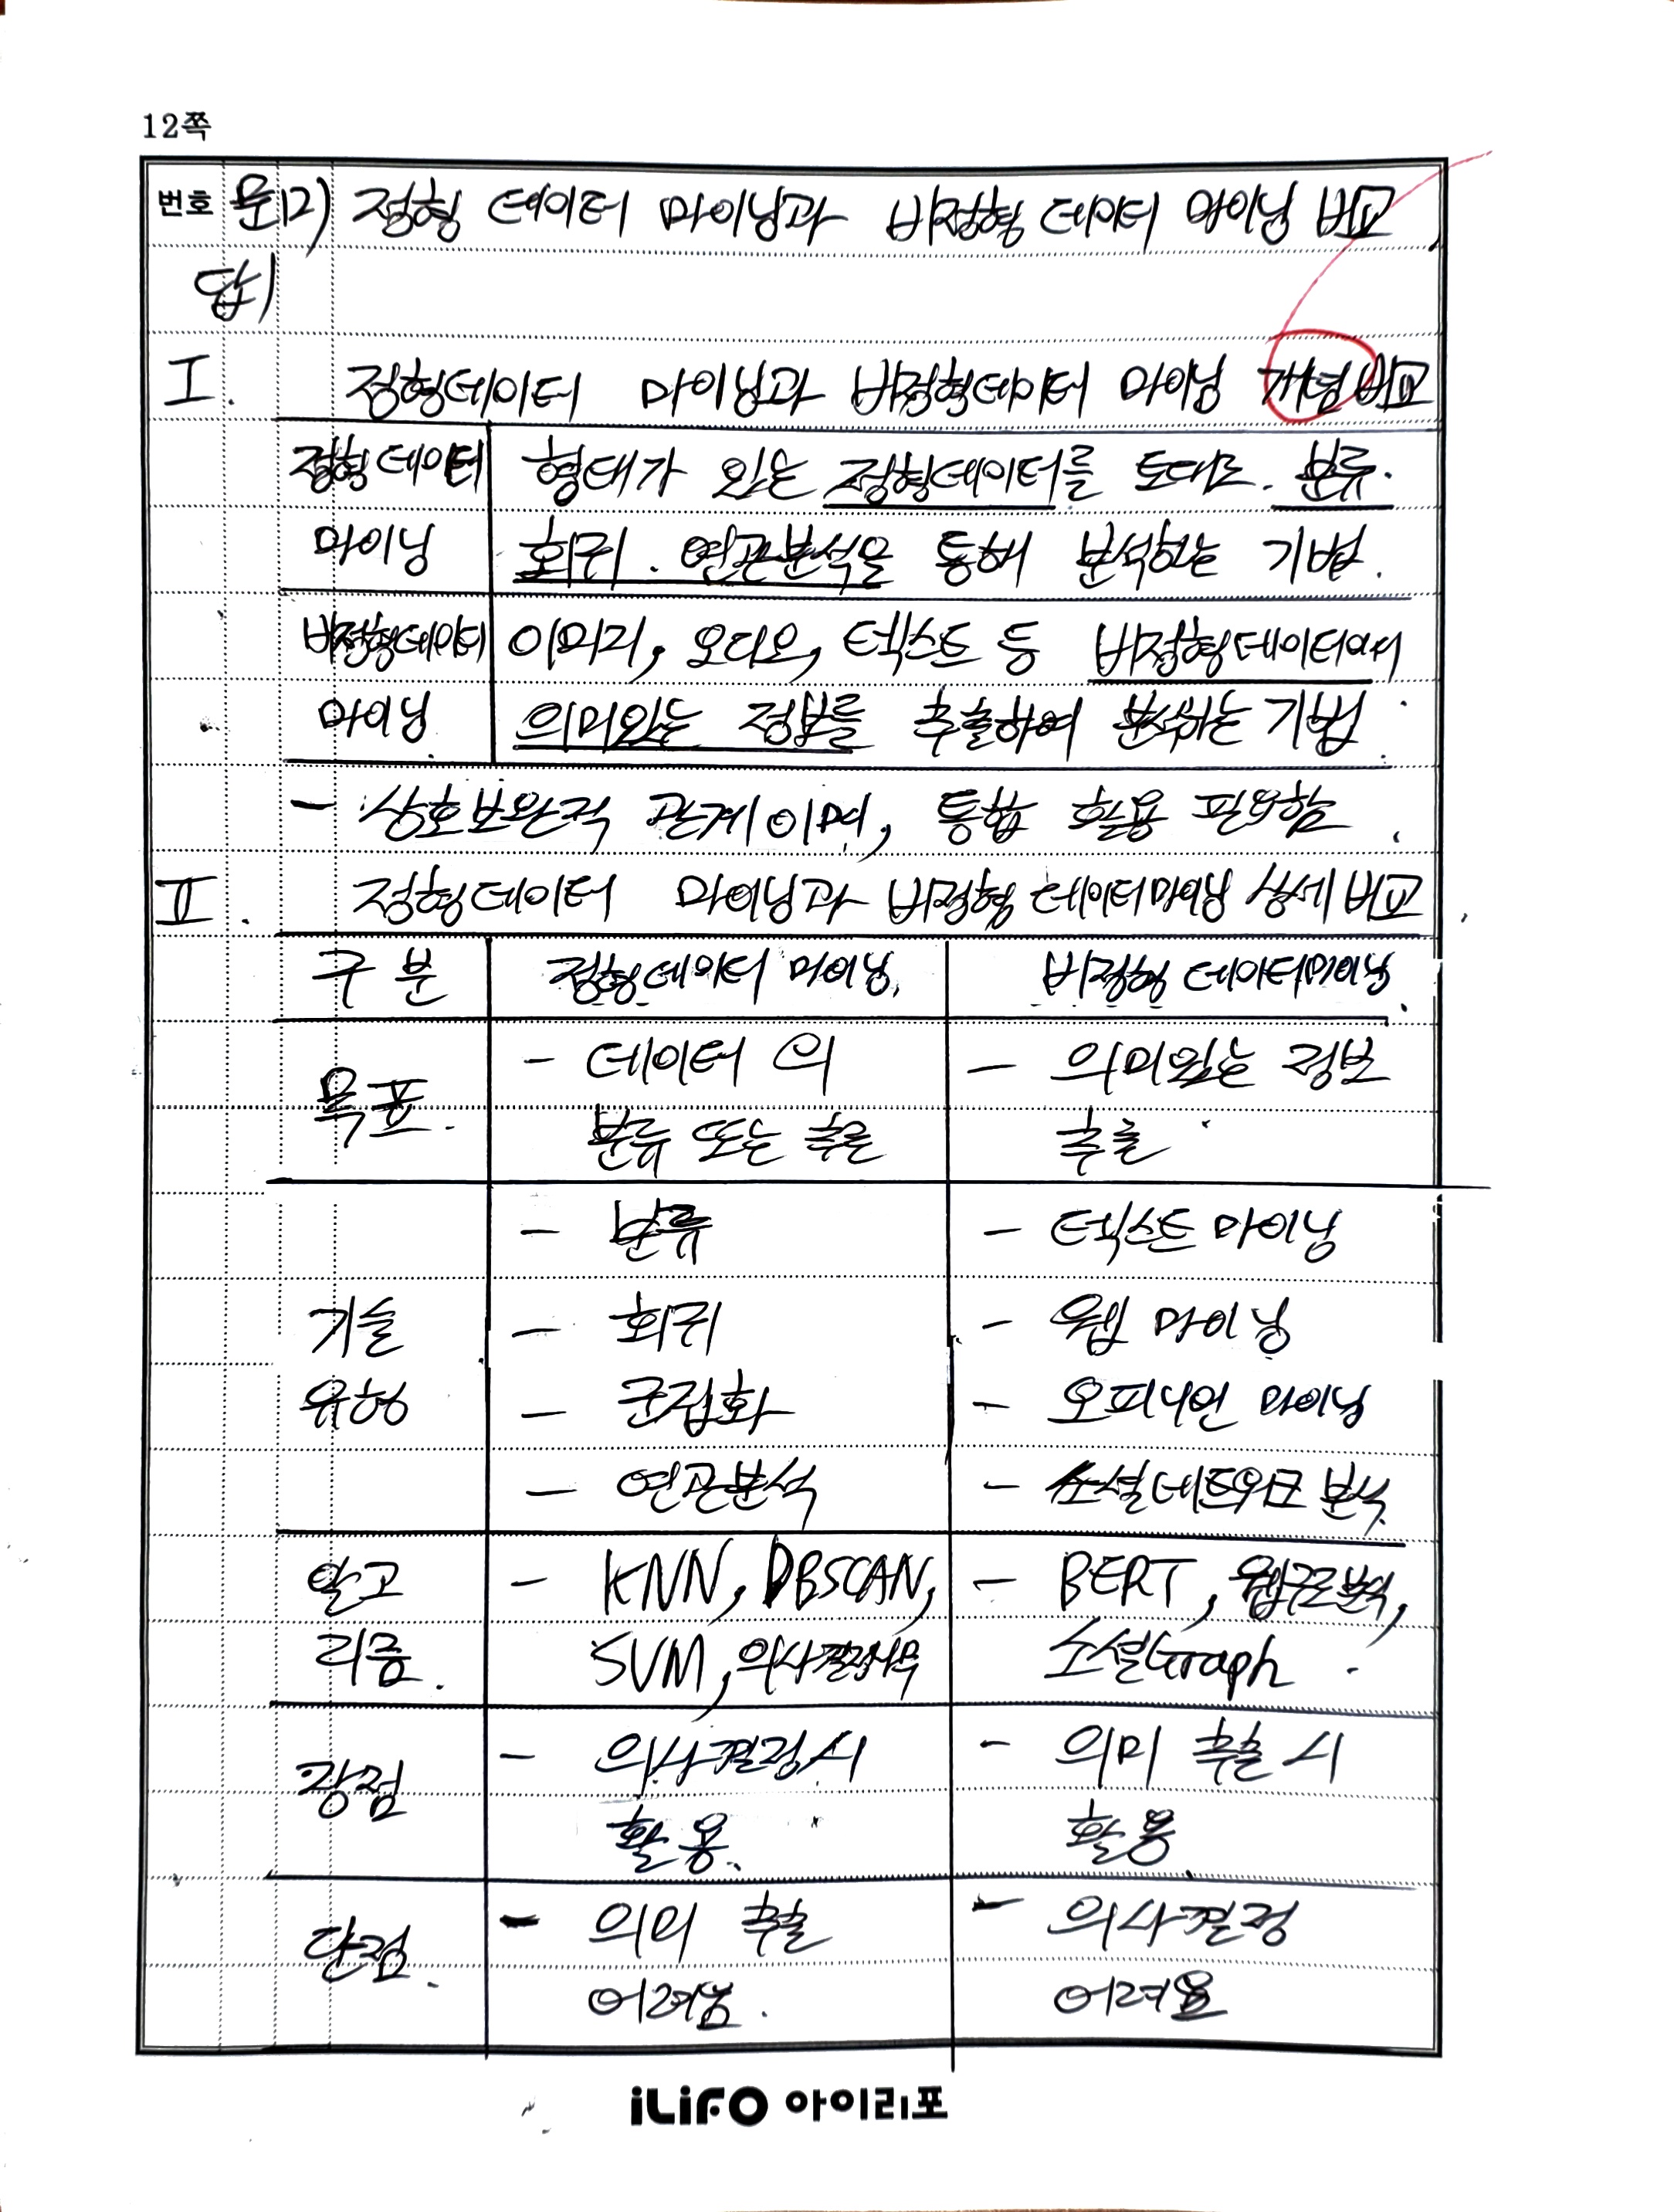 12쪽
번호 문12) 정형 데이터 마이닝과 비정형 데이터 마이닝 비교
답)
I. 정형데이터 마이닝과 비정형데이터 마이닝 개념 비교
정형데이터 형태가 있는 정형데이터를 토대로. 분류.
마이닝 회귀. 연관분석을 통해 분석하는 기법.
비정형데이터 이미지, 오디오, 텍스트 등 비정형데이터에서
마이닝 의미있는 정보를 추출하여 분석하는 기법.
- 상호보완적 관계이며, 통합 활용 필요함.
II. 정형데이터 마이닝과 비정형 데이터마이닝 상세 비교
구분 정형데이터 마이닝 비정형 데이터마이닝
목표. - 데이터의 - 의미있는 정보
분류 또는 추론 추출
- 분류 - 텍스트 마이닝
기술 - 회귀 - 웹 마이닝
유형 - 군집화 - 오피니언 마이닝
- 연관분석 - 소셜네트워크 분석
알고 - KNN, DBSCAN, - BERT, 웹구조분석,
리즘. SVM, 의사결정나무 소셜Graph
장점 - 의사결정 시 - 의미 추출 시
활용. 활용
단점. - 의미 추출 - 의사결정
어려움. 어려움
iLiFO 아이리포